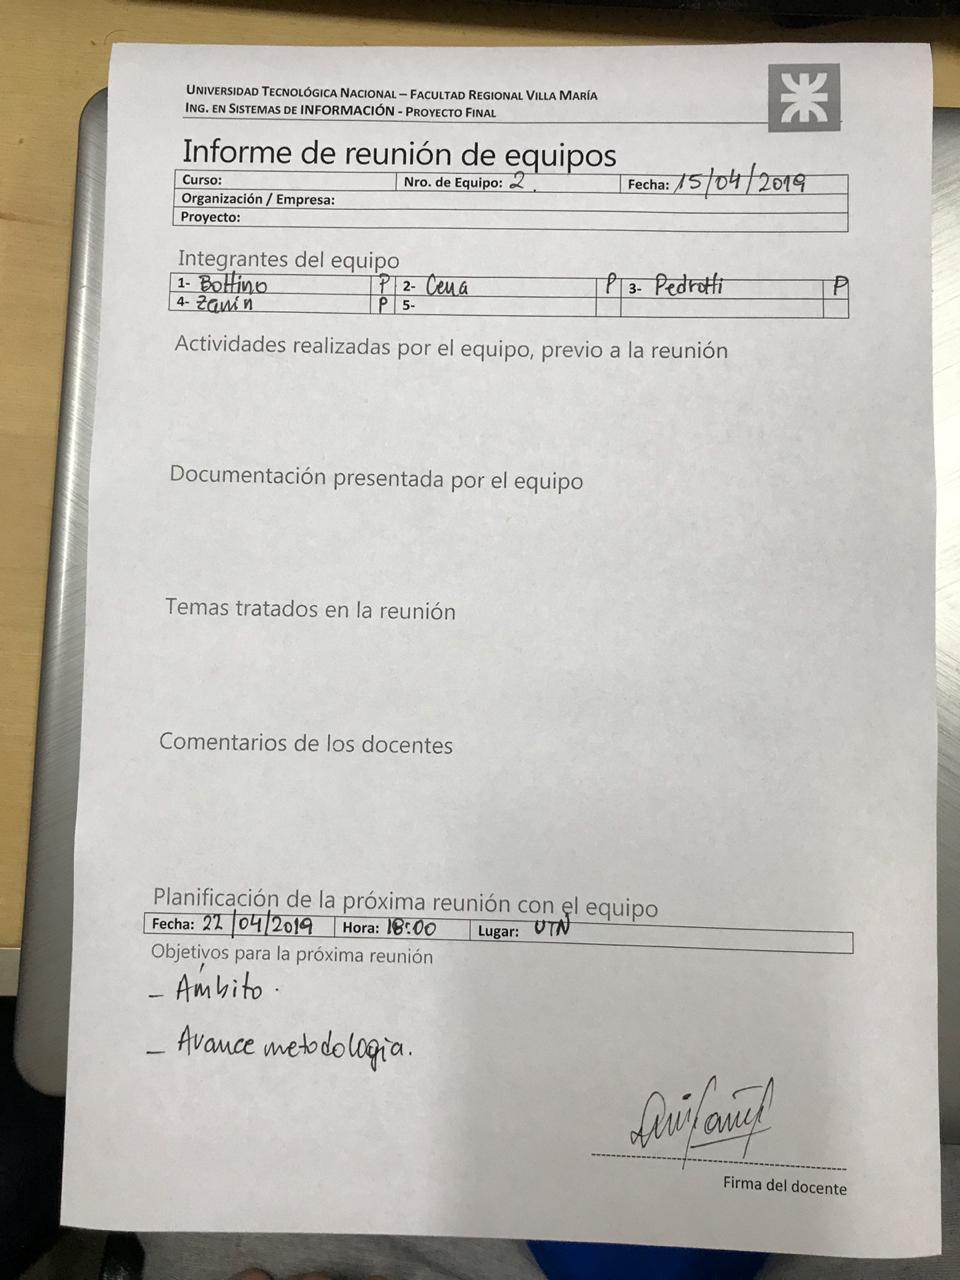 UNIVERSIDAD TECNOLÓGICA NACIONAL – FACULTAD REGIONAL VILLA MARÍA
ING. EN SISTEMAS DE INFORMACIÓN - PROYECTO FINAL
Informe de reunión de equipos
Curso: Nro. de Equipo: 2. Fecha: 15/04/2019
Organización / Empresa:
Proyecto:
Integrantes del equipo
1- Bottino P 2- Cena P 3- Pedrotti P
4- Zanin P 5-
Actividades realizadas por el equipo, previo a la reunión
Documentación presentada por el equipo
Temas tratados en la reunión
Comentarios de los docentes
Planificación de la próxima reunión con el equipo
Fecha: 22/04/2019 Hora: 18:00 Lugar: UTN
Objetivos para la próxima reunión
- Ámbito.
- Avance metodologia.
Firma del docente